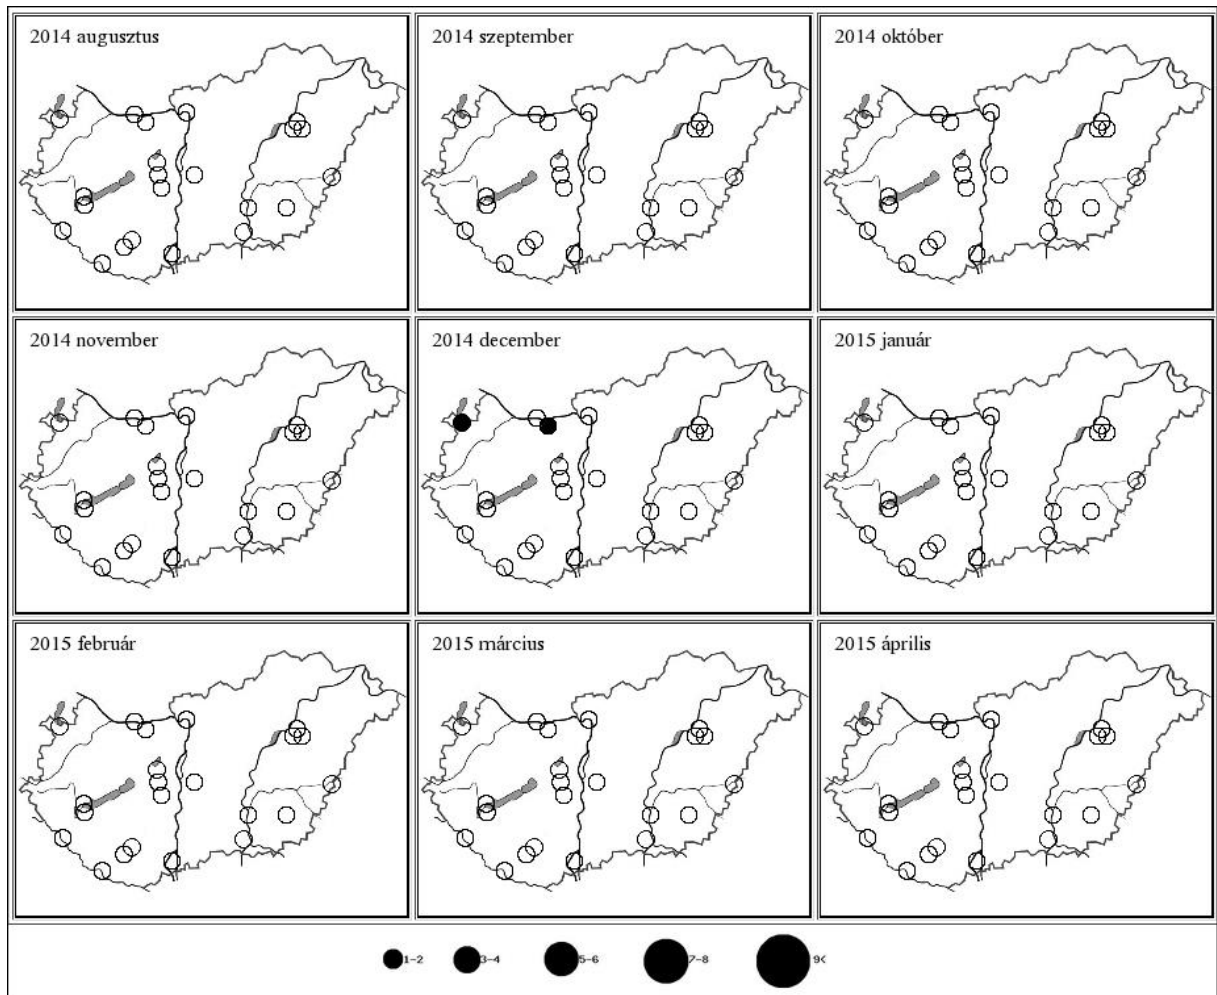 2014 augusztus
2014 szeptember
2014 október
2014 november
2014 december
2015 január
2015 február
2015 március
2015 április
1-2 3-4 5-6 7-8 9<